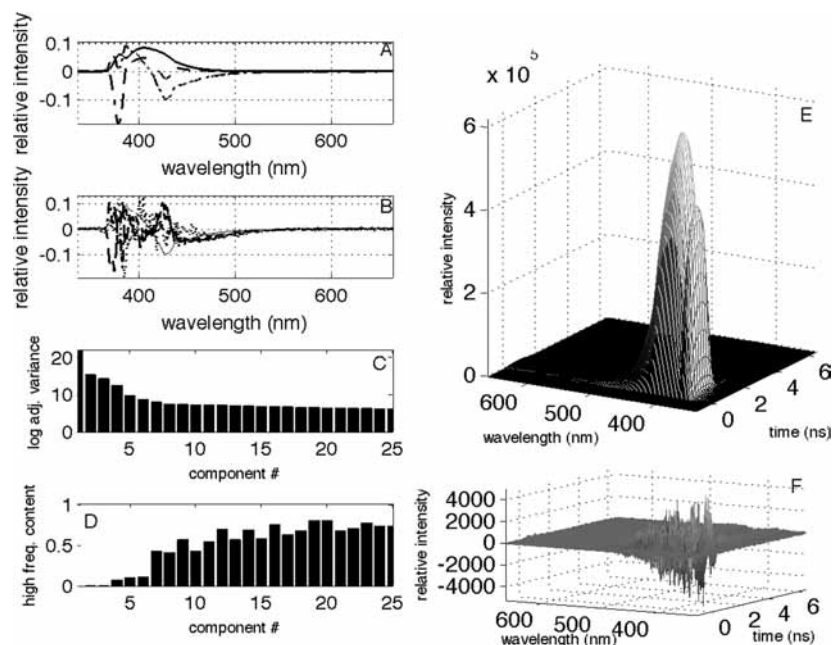 A
relative intensity
0.1
0
-0.1
400
500
600
wavelength (nm)
B
relative intensity
0.1
0
-0.1
400
500
600
wavelength (nm)
C
log adj. variance
20
10
0
5
10
15
20
25
component #
D
high freq. content
1
0.5
0
5
10
15
20
25
component #
E
x 10^5
relative intensity
6
4
2
0
600
500
400
wavelength (nm)
0
2
4
6
time (ns)
F
relative intensity
4000
2000
0
-2000
-4000
600
500
400
wavelength (nm)
0
2
4
6
time (ns)